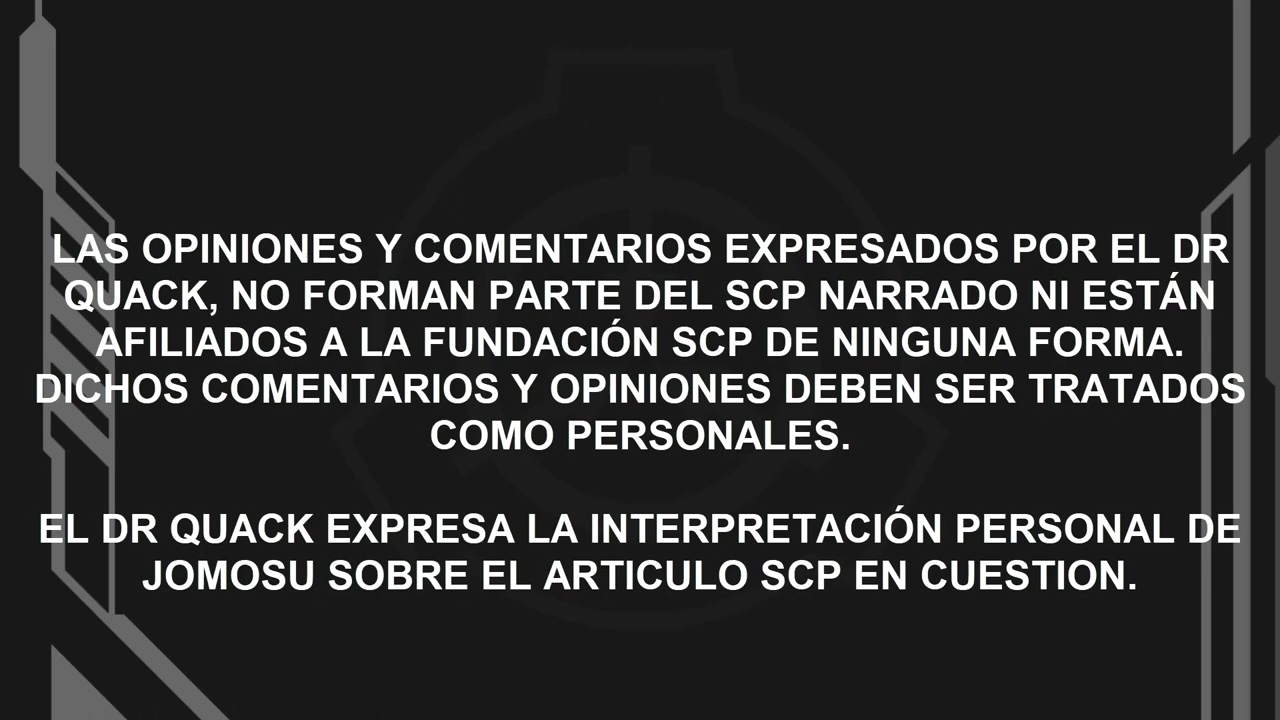 LAS OPINIONES Y COMENTARIOS EXPRESADOS POR EL DR
QUACK, NO FORMAN PARTE DEL SCP NARRADO NI ESTÁN
AFILIADOS A LA FUNDACIÓN SCP DE NINGUNA FORMA.
DICHOS COMENTARIOS Y OPINIONES DEBEN SER TRATADOS
COMO PERSONALES.
EL DR QUACK EXPRESA LA INTERPRETACIÓN PERSONAL DE
JOMOSU SOBRE EL ARTICULO SCP EN CUESTION.